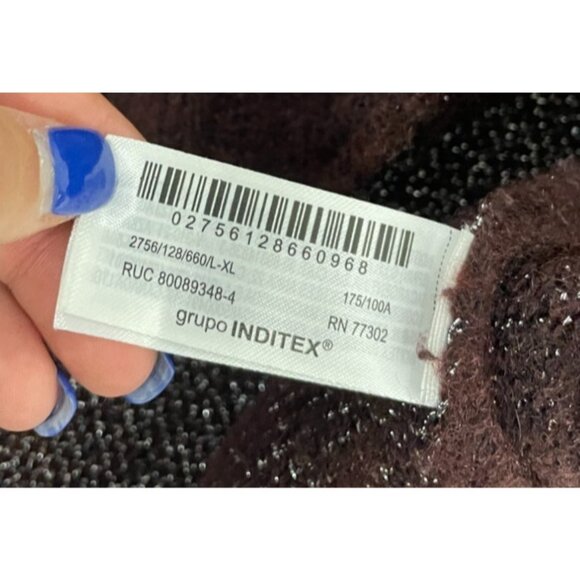 02756128660968
2756/128/660/L-XL
175/100A
RUC 80089348-4
RN 77302
grupo INDITEX®